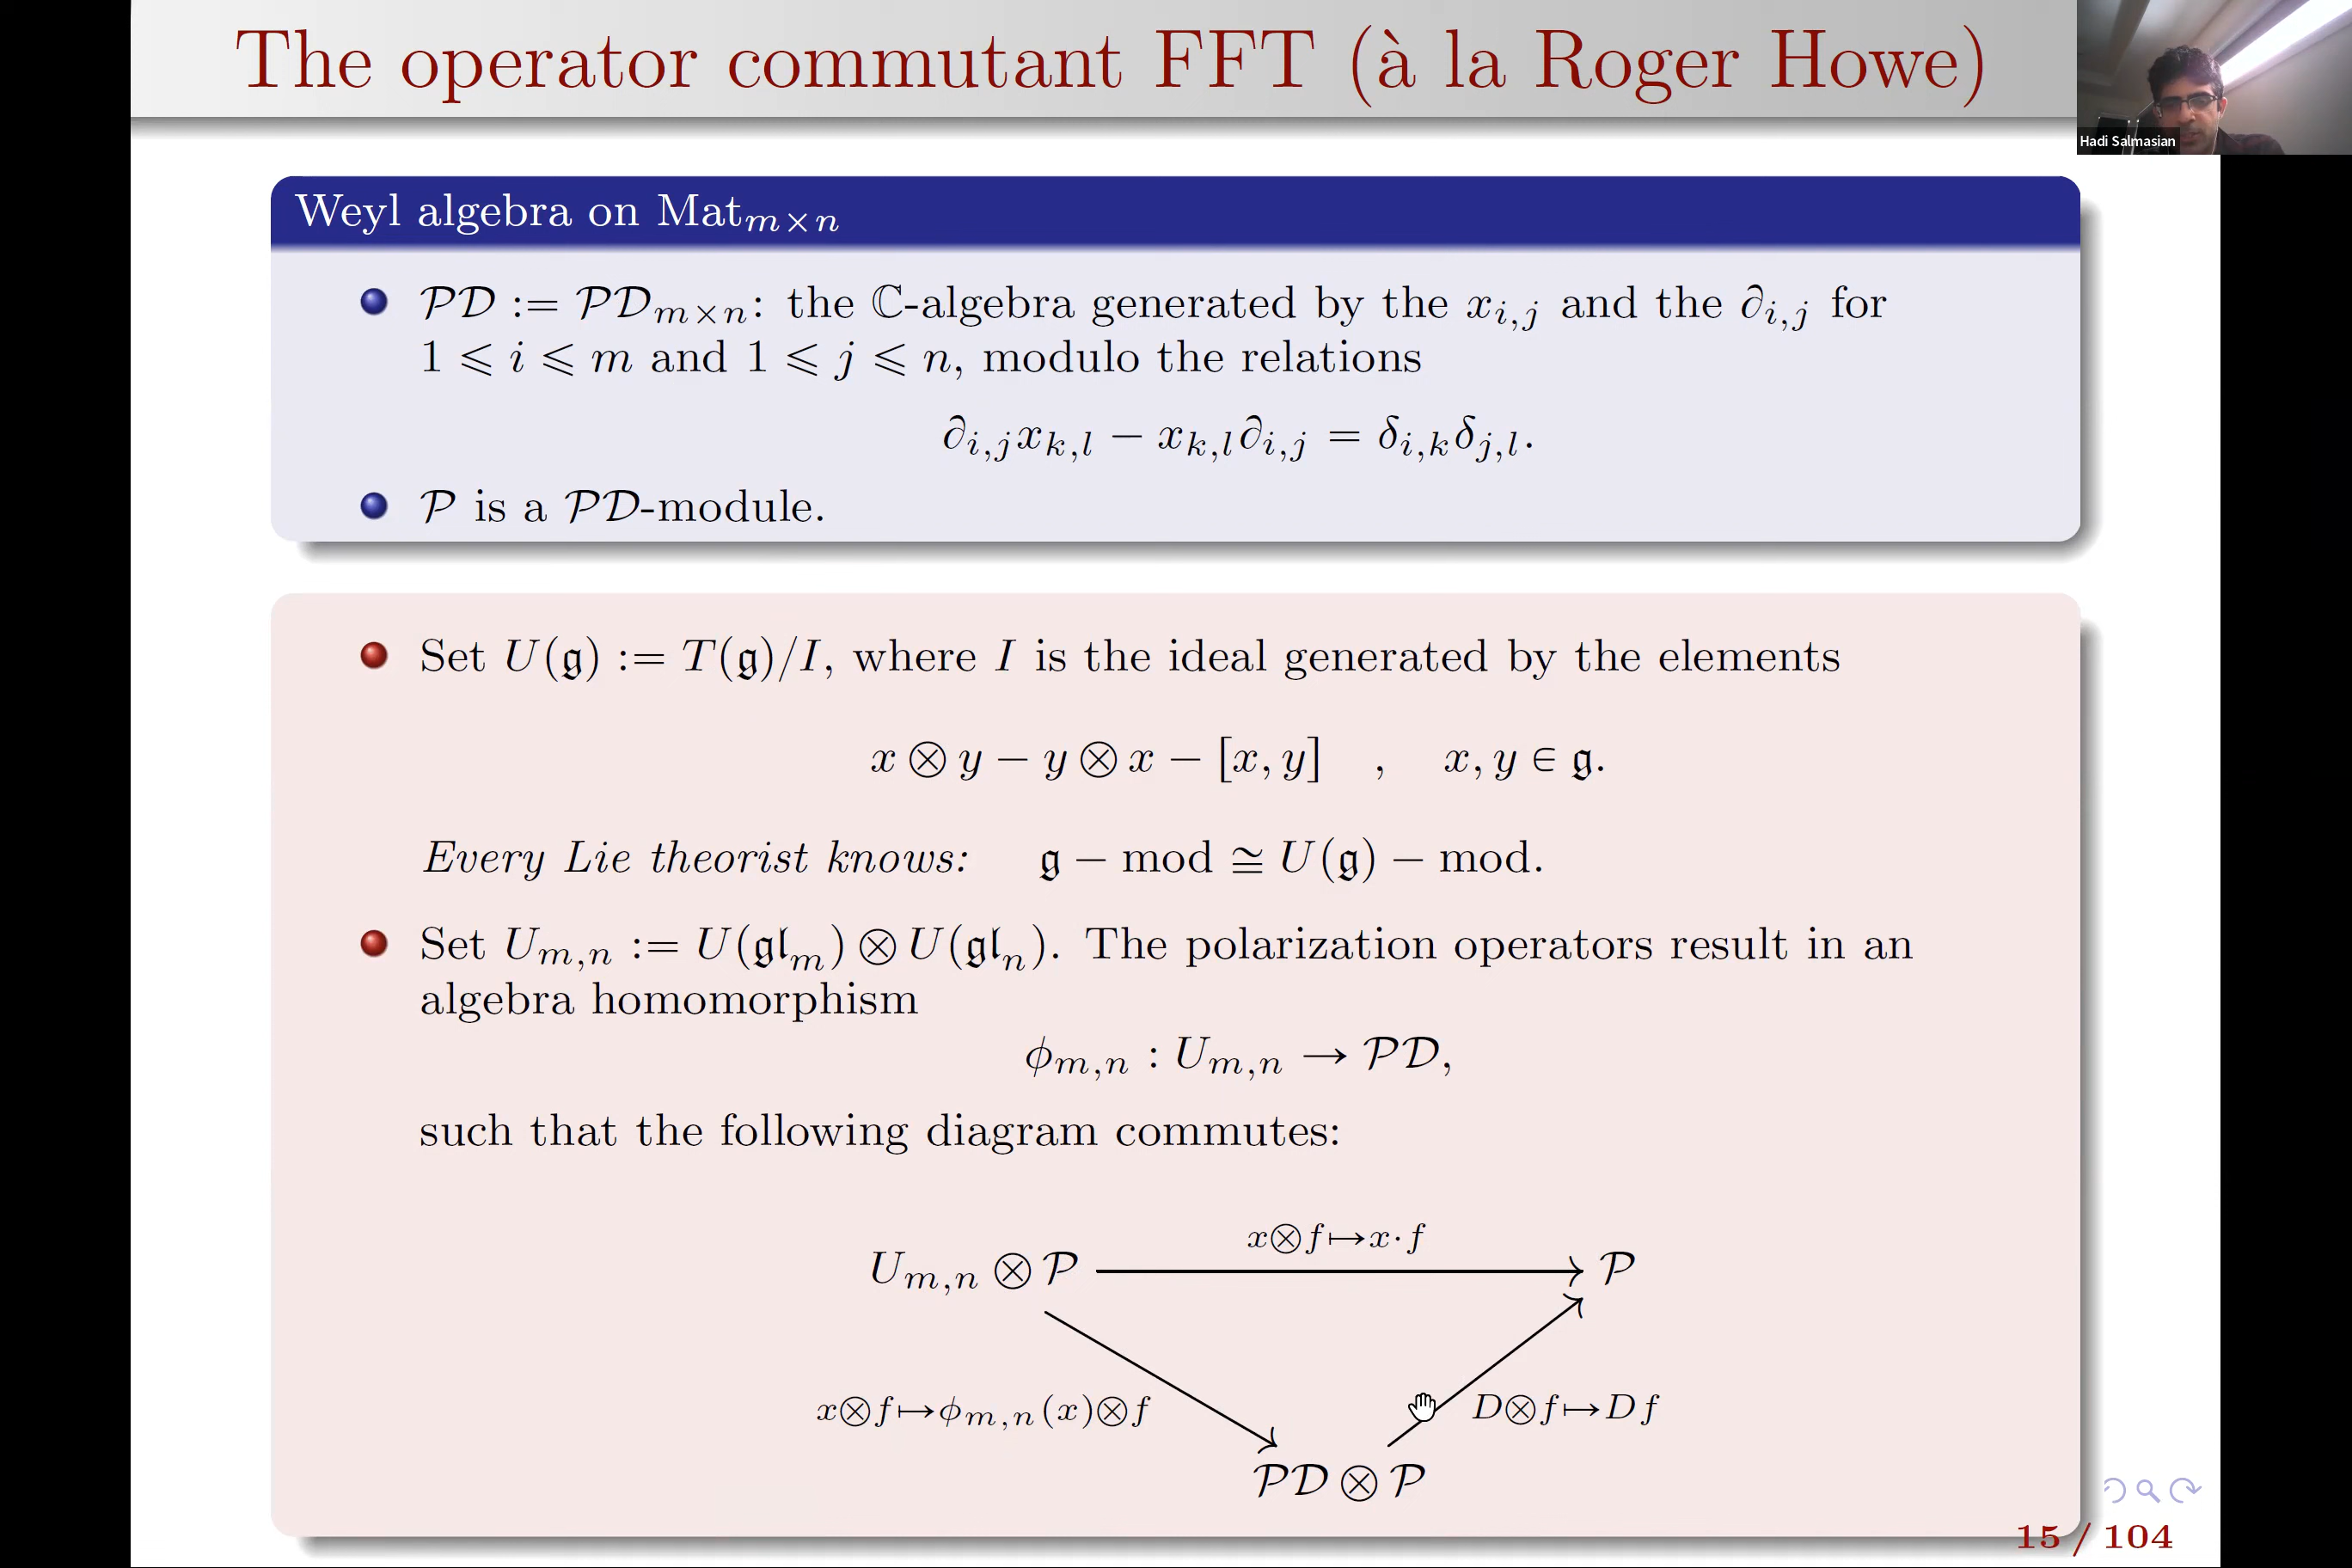 The operator commutant FFT (à la Roger Howe)
Hadi Salmasian
Weyl algebra on Mat_{m×n}
𝒫𝒟 := 𝒫𝒟_{m×n}: the ℂ-algebra generated by the x_{i,j} and the ∂_{i,j} for
1 ⩽ i ⩽ m and 1 ⩽ j ⩽ n, modulo the relations
∂_{i,j}x_{k,l} − x_{k,l}∂_{i,j} = δ_{i,k}δ_{j,l}.
𝒫 is a 𝒫𝒟-module.
Set U(𝔤) := T(𝔤)/I, where I is the ideal generated by the elements
x ⊗ y − y ⊗ x − [x, y] , x, y ∈ 𝔤.
Every Lie theorist knows: 𝔤 − mod ≅ U(𝔤) − mod.
Set U_{m,n} := U(𝔤𝔩_m) ⊗ U(𝔤𝔩_n). The polarization operators result in an
algebra homomorphism
ϕ_{m,n} : U_{m,n} → 𝒫𝒟,
such that the following diagram commutes:
x⊗f↦x·f
U_{m,n} ⊗ 𝒫
𝒫
x⊗f↦ϕ_{m,n}(x)⊗f
D⊗f↦Df
𝒫𝒟 ⊗ 𝒫
15 / 104